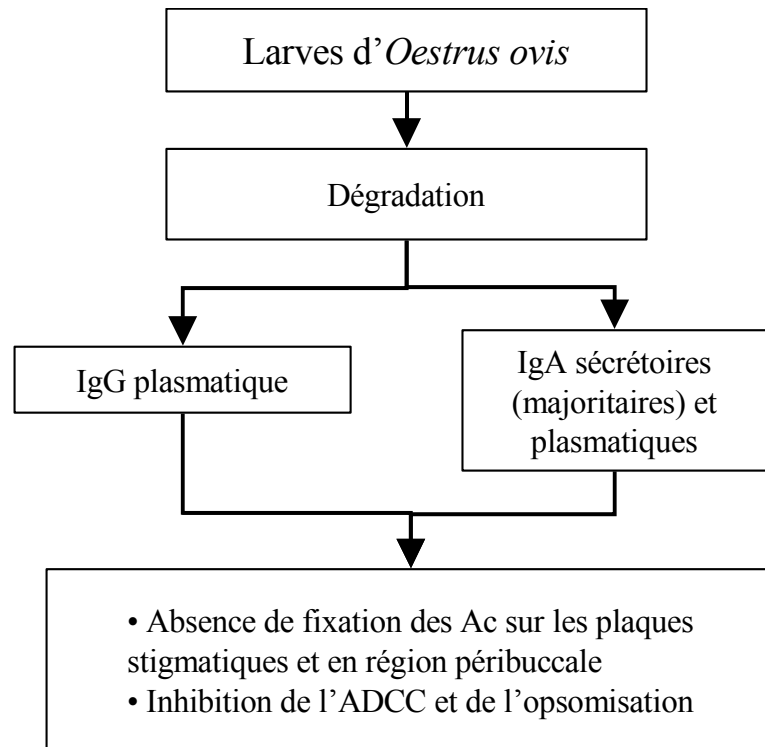 Larves d’Oestrus ovis
Dégradation
IgG plasmatique
IgA sécrétoires
(majoritaires) et
plasmatiques
• Absence de fixation des Ac sur les plaques
stigmatiques et en région péribuccale
• Inhibition de l’ADCC et de l’opsomisation